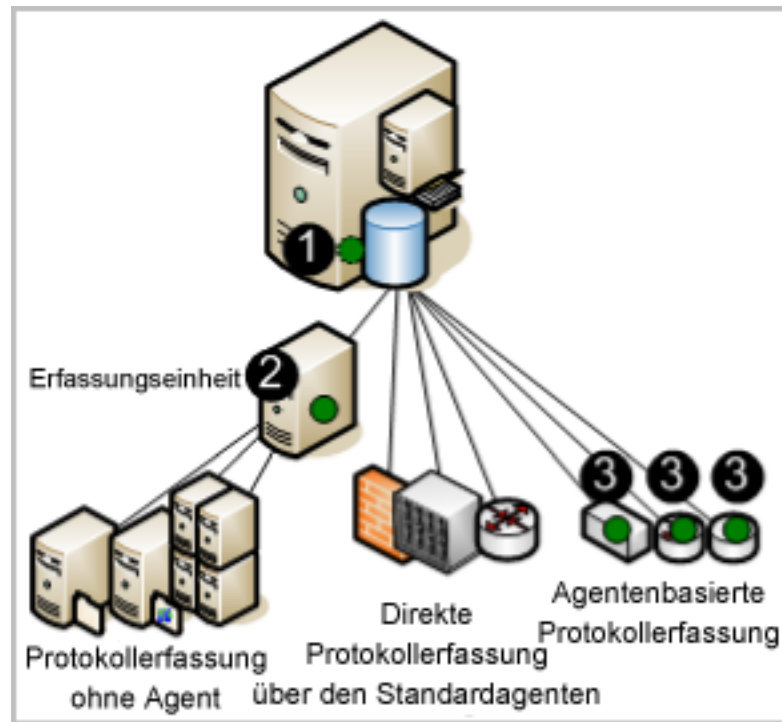 1
Erfassungseinheit 2
3 3 3
Protokollerfassung
ohne Agent
Direkte
Protokollerfassung
über den Standardagenten
Agentenbasierte
Protokollerfassung